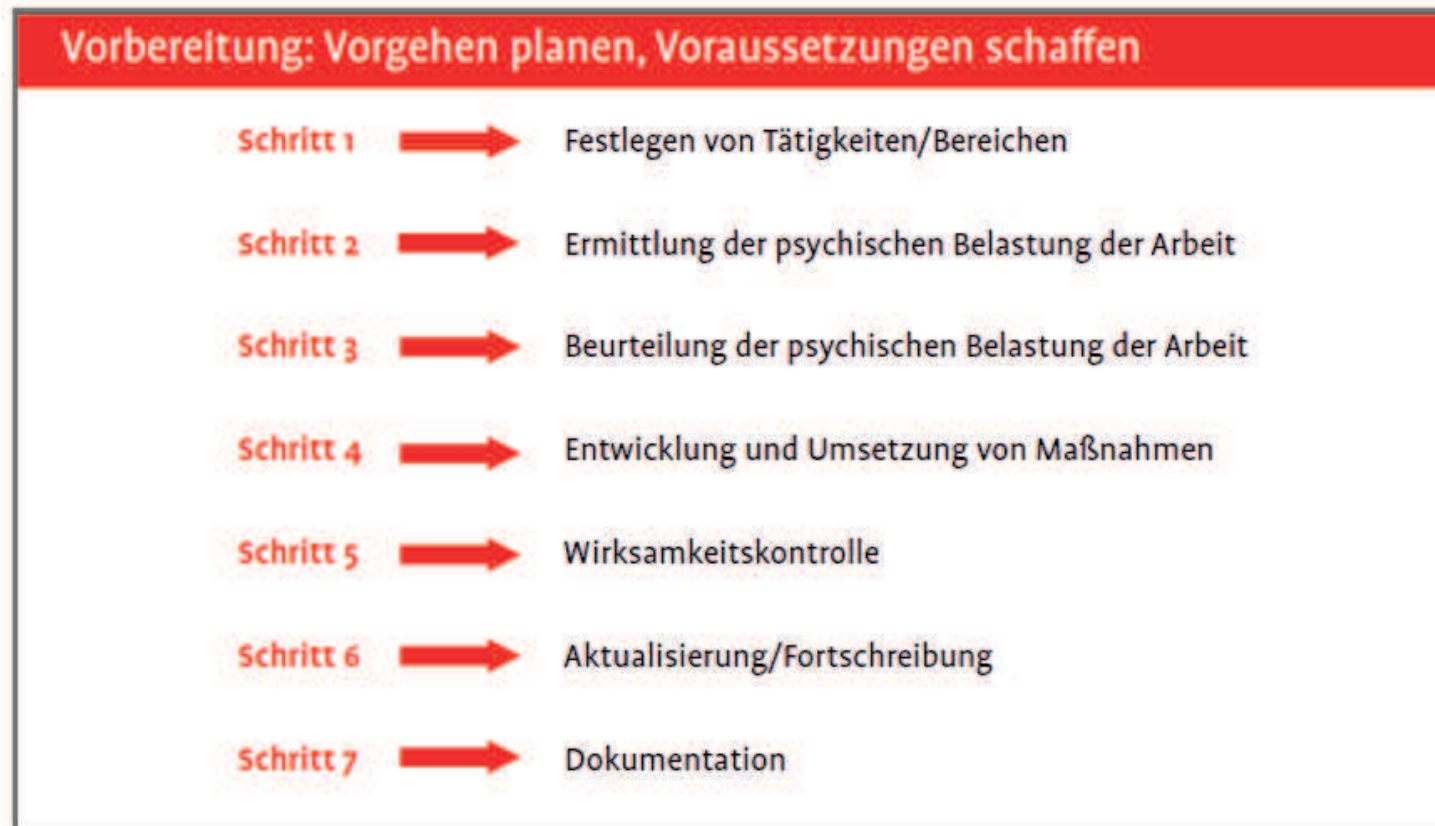 Vorbereitung: Vorgehen planen, Voraussetzungen schaffen
Schritt 1 Festlegen von Tätigkeiten/Bereichen
Schritt 2 Ermittlung der psychischen Belastung der Arbeit
Schritt 3 Beurteilung der psychischen Belastung der Arbeit
Schritt 4 Entwicklung und Umsetzung von Maßnahmen
Schritt 5 Wirksamkeitskontrolle
Schritt 6 Aktualisierung/Fortschreibung
Schritt 7 Dokumentation